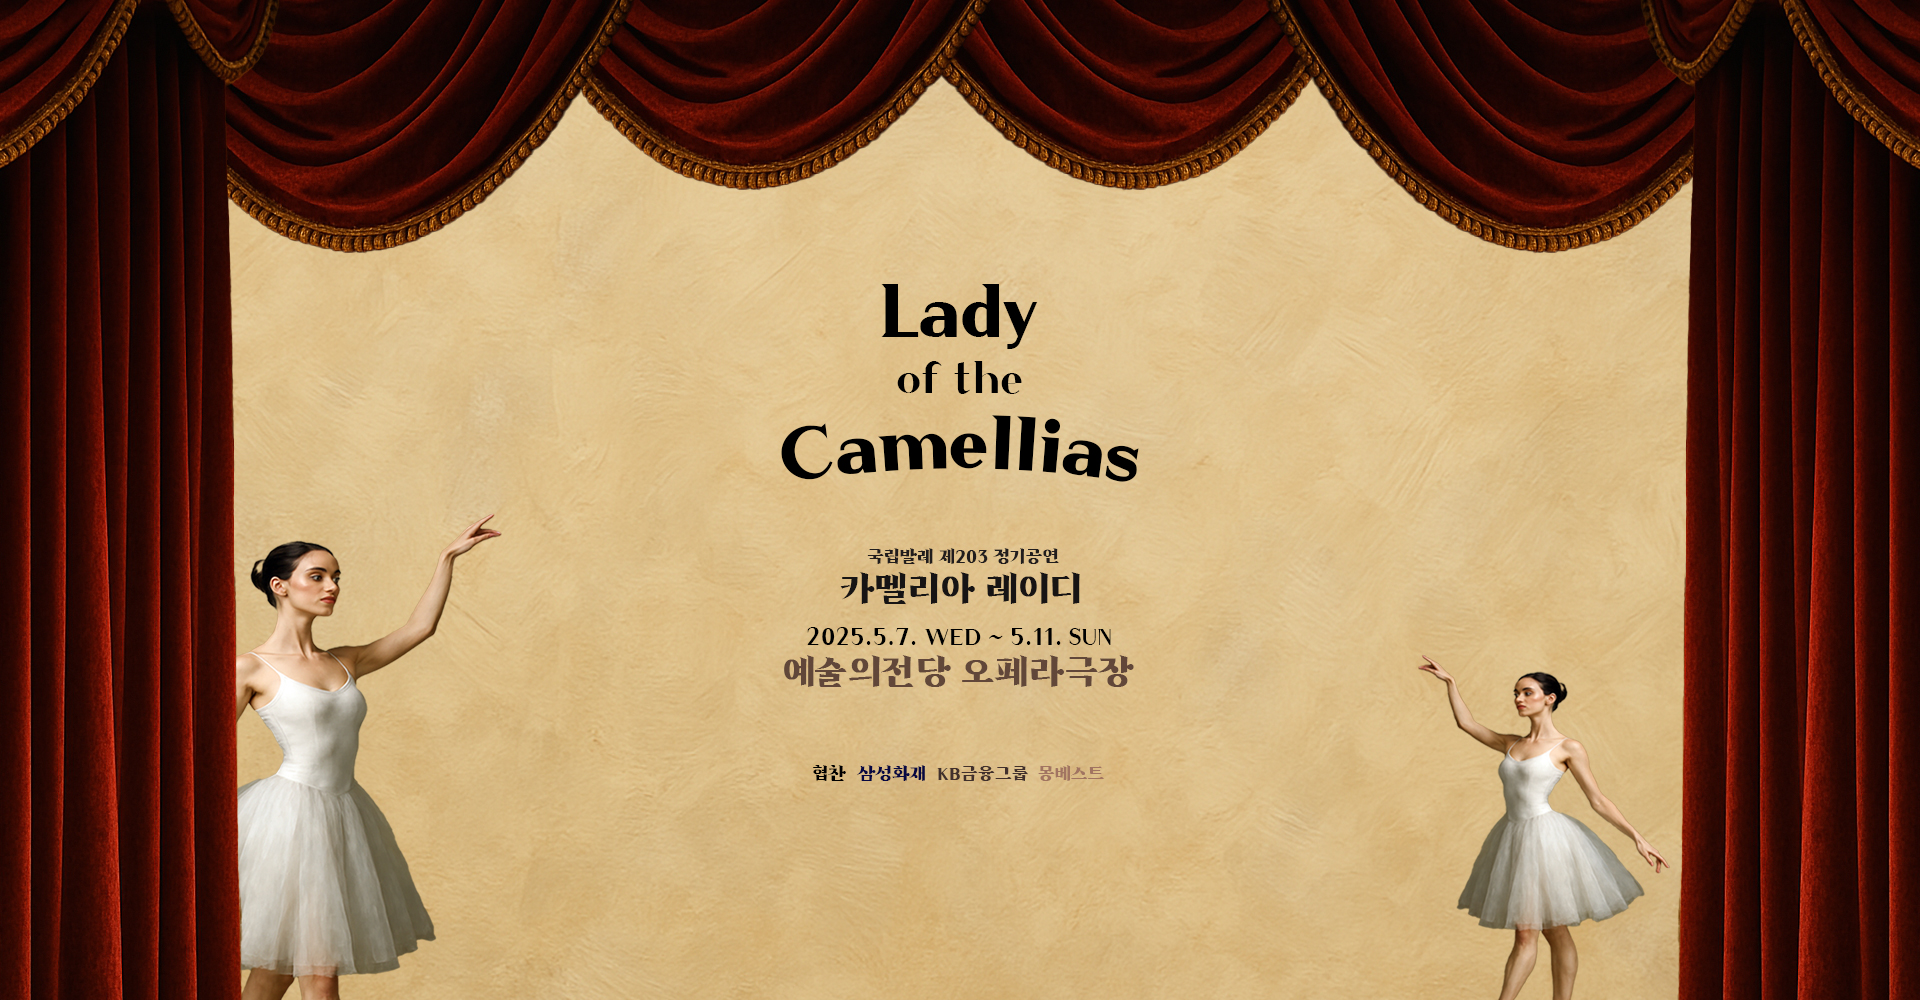 Lady
of the
Camellias
국립발레 제203 정기공연
카멜리아 레이디
2025.5.7. WED ~ 5.11. SUN
예술의전당 오페라극장
협찬 삼성화재 KB금융그룹 몽베스트